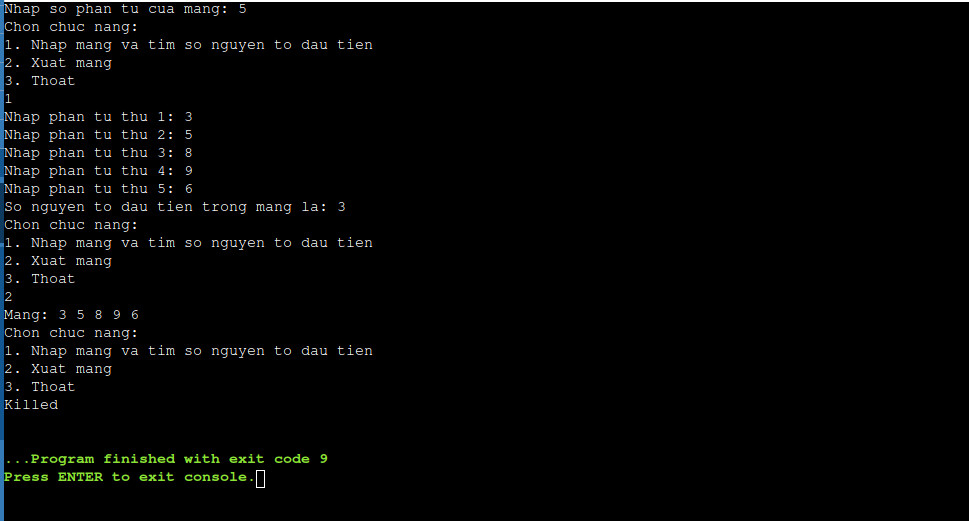 Nhap so phan tu cua mang: 5
Chon chuc nang:
1. Nhap mang va tim so nguyen to dau tien
2. Xuat mang
3. Thoat
1
Nhap phan tu thu 1: 3
Nhap phan tu thu 2: 5
Nhap phan tu thu 3: 8
Nhap phan tu thu 4: 9
Nhap phan tu thu 5: 6
So nguyen to dau tien trong mang la: 3
Chon chuc nang:
1. Nhap mang va tim so nguyen to dau tien
2. Xuat mang
3. Thoat
2
Mang: 3 5 8 9 6
Chon chuc nang:
1. Nhap mang va tim so nguyen to dau tien
2. Xuat mang
3. Thoat
Killed
...Program finished with exit code 9
Press ENTER to exit console.